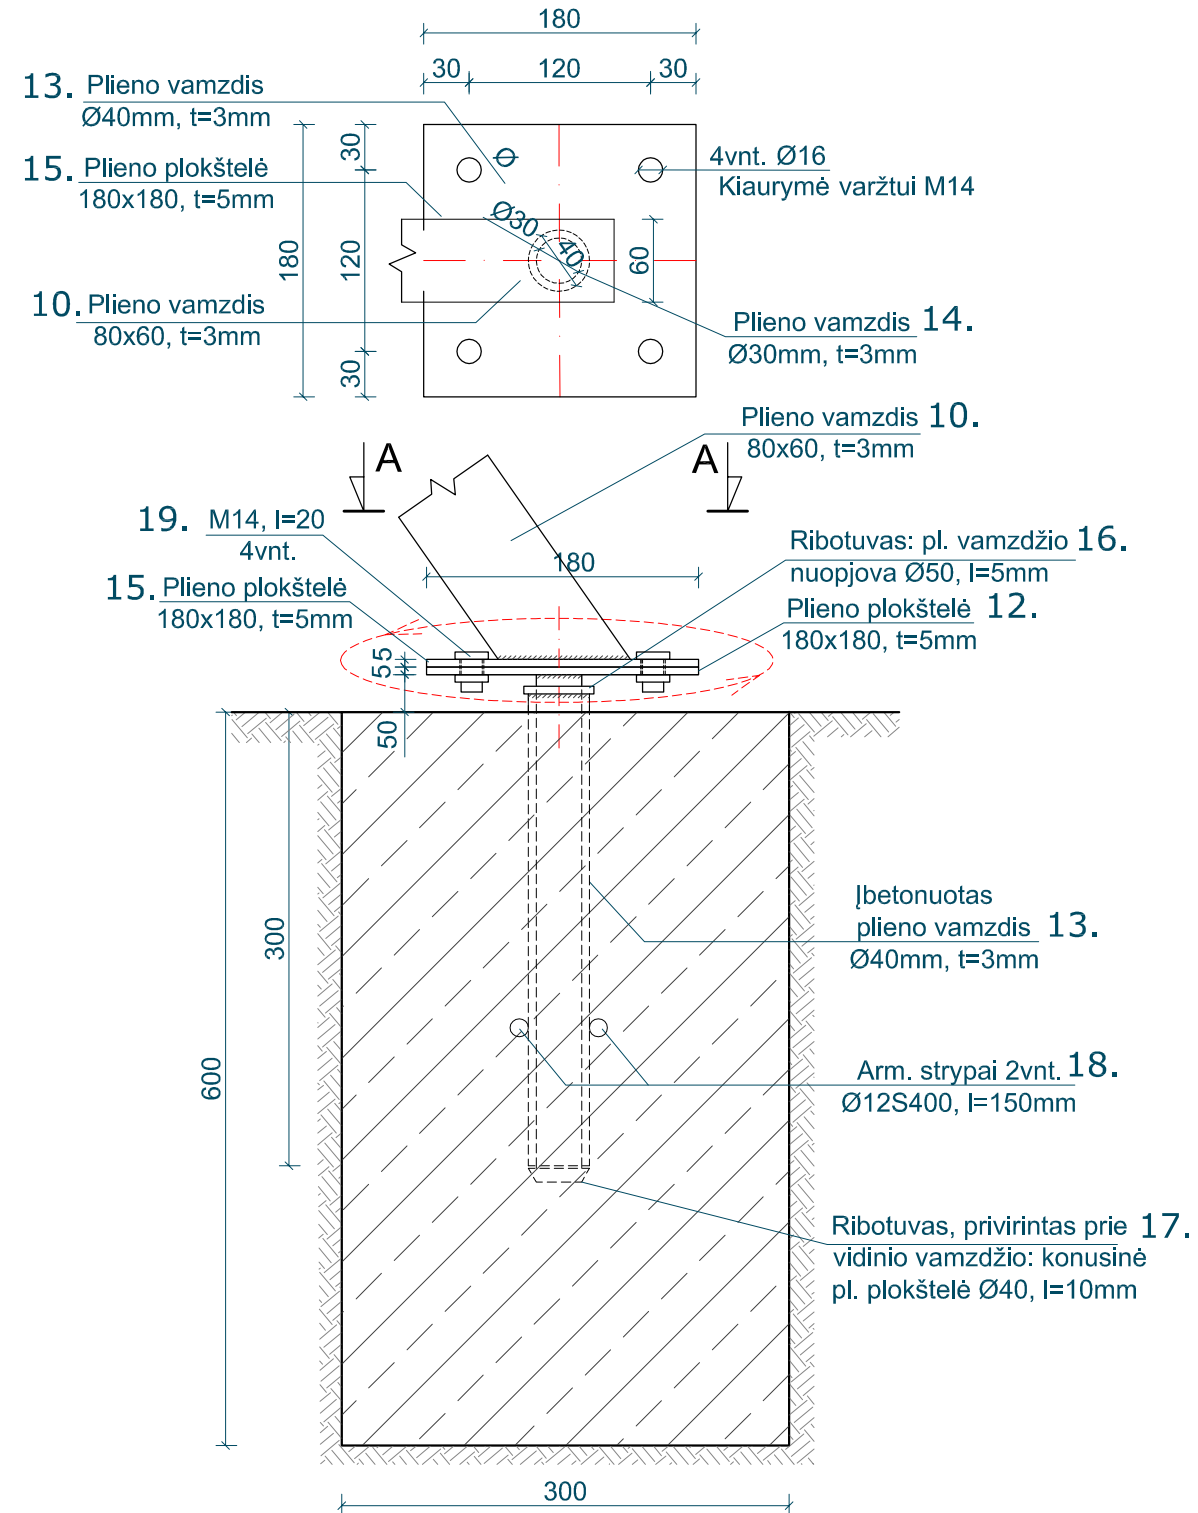 180
30 120 30
13. Plieno vamzdis
Ø40mm, t=3mm
30
Ø
4vnt. Ø16
Kiaurymė varžtui M14
15. Plieno plokštelė
180x180, t=5mm
Ø30
40
60
180
120
10. Plieno vamzdis
80x60, t=3mm
Plieno vamzdis 14.
Ø30mm, t=3mm
30
Plieno vamzdis 10.
80x60, t=3mm
A A
19. M14, l=20
4vnt.
180
Ribotuvas: pl. vamzdžio 16.
nuopjova Ø50, l=5mm
15. Plieno plokštelė
180x180, t=5mm
Plieno plokštelė 12.
180x180, t=5mm
5
5
50
300
Įbetonuotas
plieno vamzdis 13.
Ø40mm, t=3mm
600
Arm. strypai 2vnt. 18.
Ø12S400, l=150mm
Ribotuvas, privirintas prie 17.
vidinio vamzdžio: konusinė
pl. plokštelė Ø40, l=10mm
300